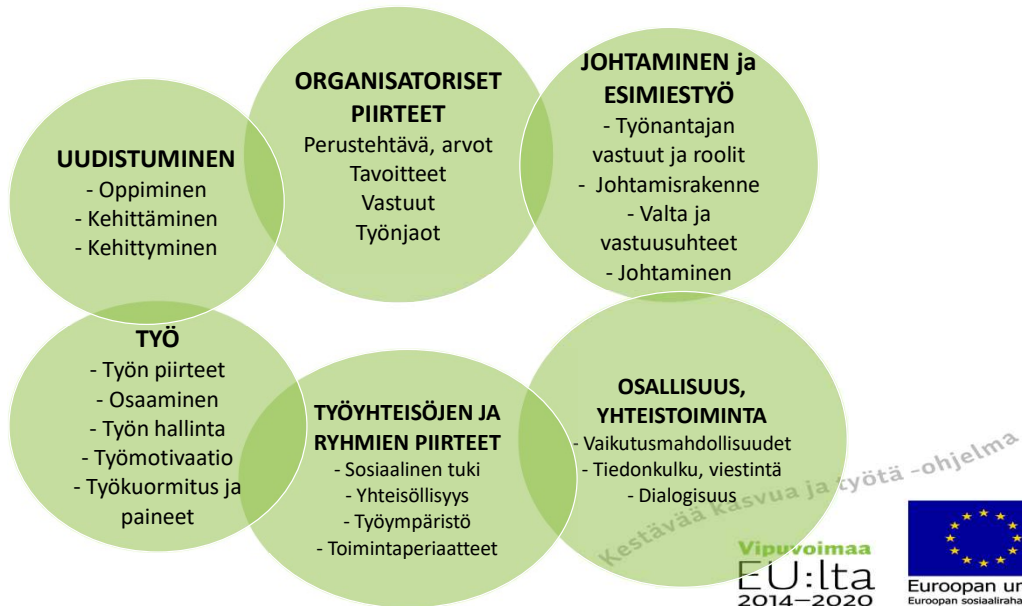 UUDISTUMINEN
- Oppiminen
- Kehittäminen
- Kehittyminen
ORGANISATORISET
PIIRTEET
Perustehtävä, arvot
Tavoitteet
Vastuut
Työnjaot
JOHTAMINEN ja
ESIMIESTYÖ
- Työnantajan
vastuut ja roolit
- Johtamisrakenne
- Valta ja
vastuusuhteet
- Johtaminen
TYÖ
- Työn piirteet
- Osaaminen
- Työn hallinta
- Työmotivaatio
- Työkuormitus ja
paineet
TYÖYHTEISÖJEN JA
RYHMIEN PIIRTEET
- Sosiaalinen tuki
- Yhteisöllisyys
- Työympäristö
- Toimintaperiaatteet
OSALLISUUS,
YHTEISTOIMINTA
- Vaikutusmahdollisuudet
- Tiedonkulku, viestintä
- Dialogisuus
Kestävää kasvua ja työtä -ohjelma
Vipuvoimaa
EU:lta
2014–2020
Euroopan
Euroopan